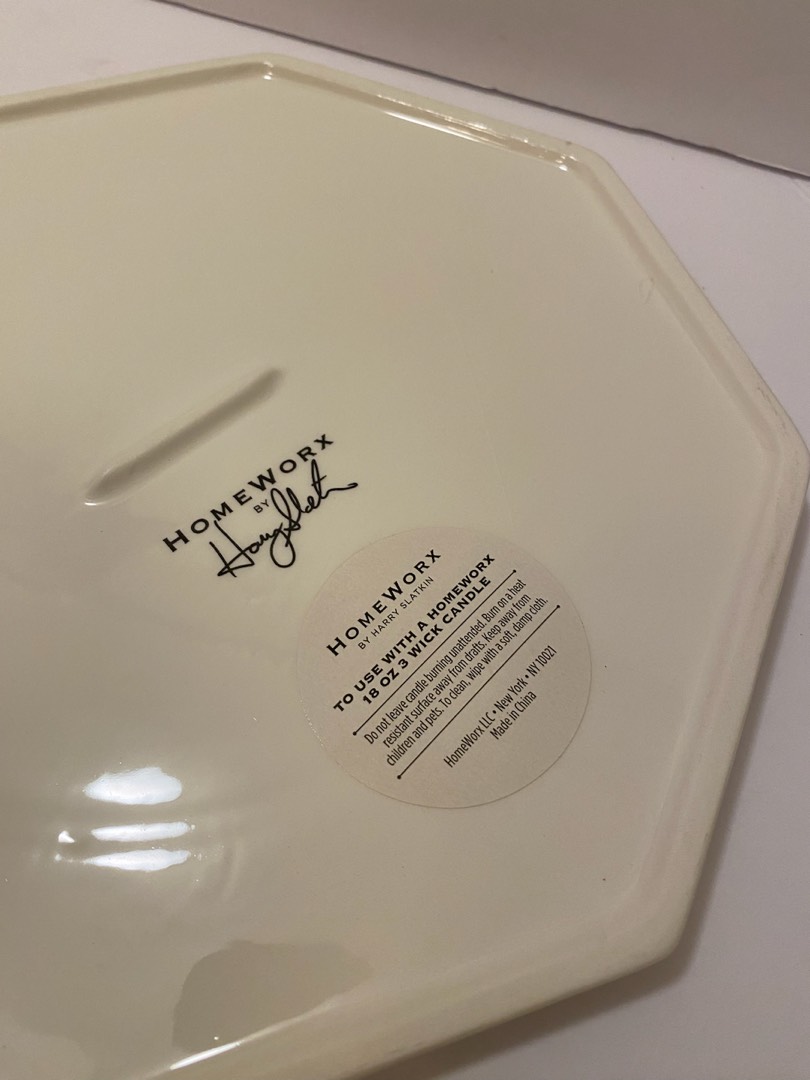 HOMEWORX
BY
Harry Slatkin
HOMEWORX
BY HARRY SLATKIN
TO USE WITH A HOMEWORX
18 OZ 3 WICK CANDLE
Do not leave candle burning unattended. Burn on a heat
resistant surface away from drafts. Keep away from
children and pets. To clean, wipe with a soft, damp cloth.
HomeWorx LLC • New York • NY 10021
Made in China